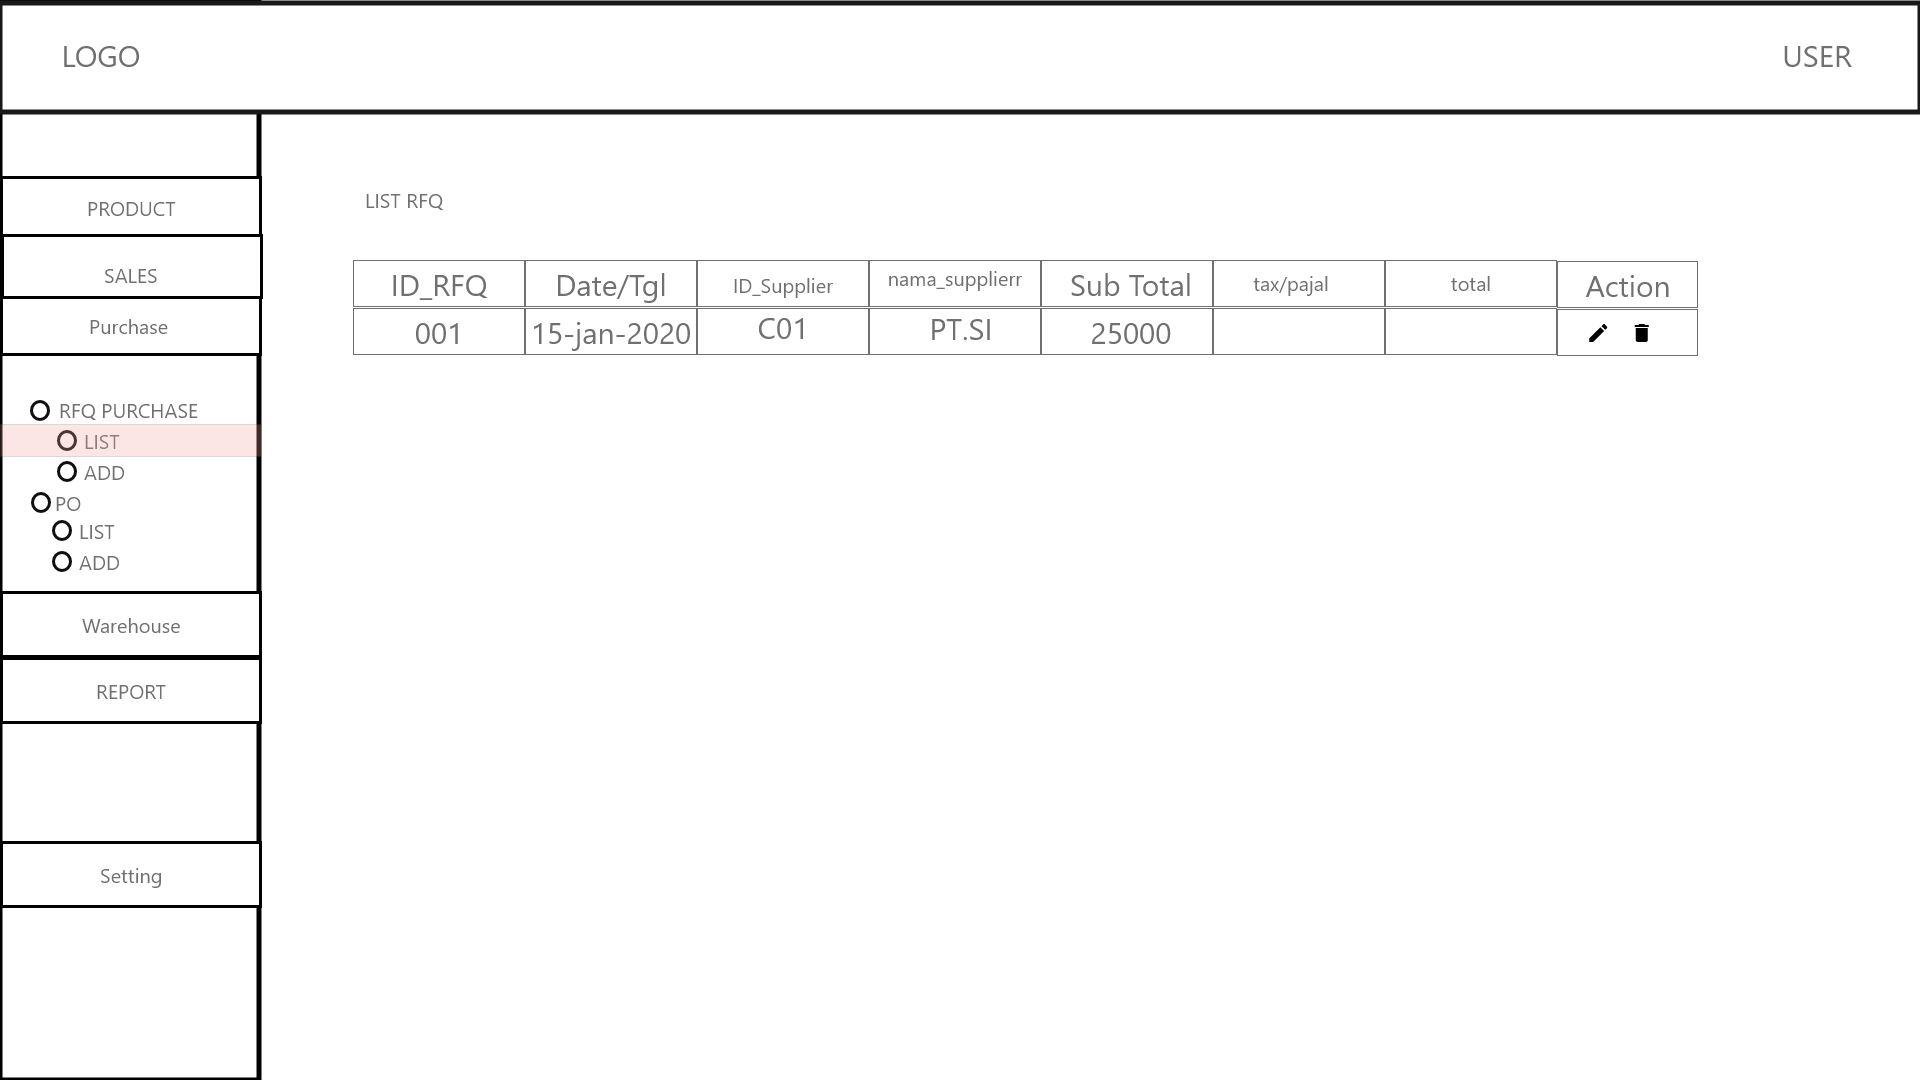 LOGO
USER
PRODUCT
SALES
Purchase
RFQ PURCHASE
LIST
ADD
PO
LIST
ADD
Warehouse
REPORT
Setting
LIST RFQ
ID_RFQ Date/Tgl ID_Supplier nama_supplierr Sub Total tax/pajal total Action
001 15-jan-2020 C01 PT.SI 25000